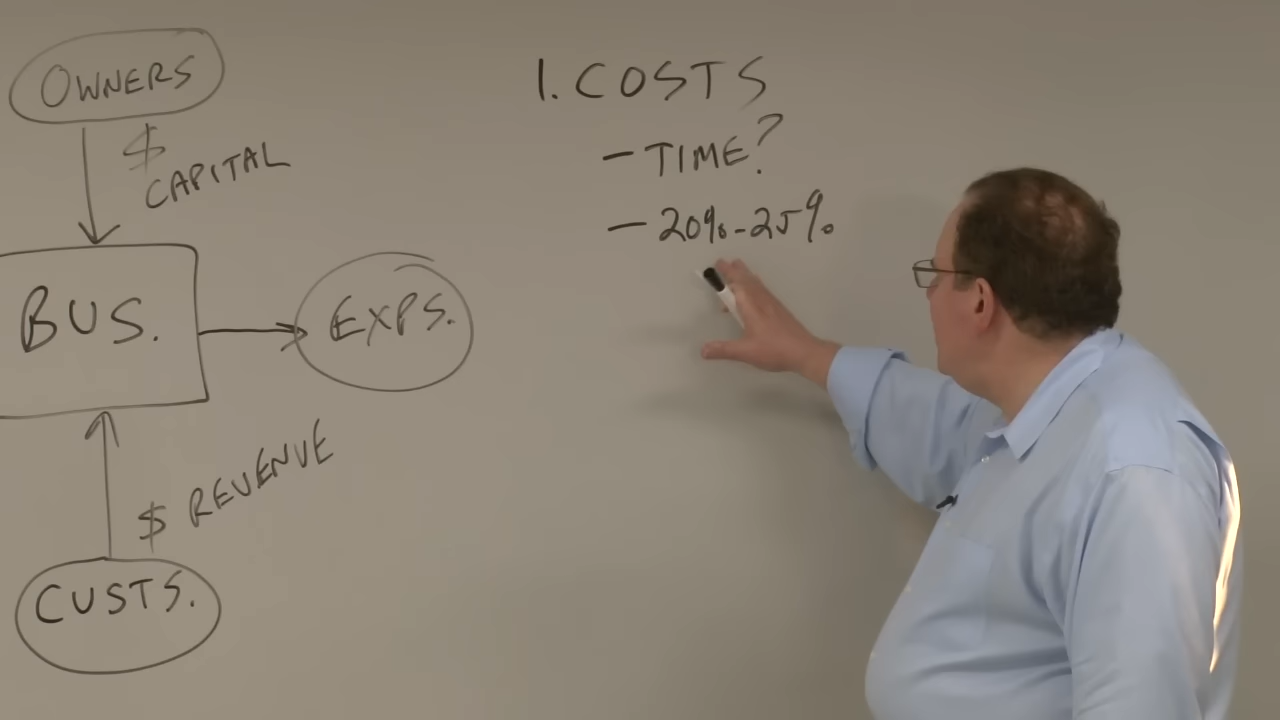 OWNERS
$
CAPITAL
BUS.
EXPS.
$ REVENUE
CUSTS.
1. COSTS
- TIME?
- 20%-25%